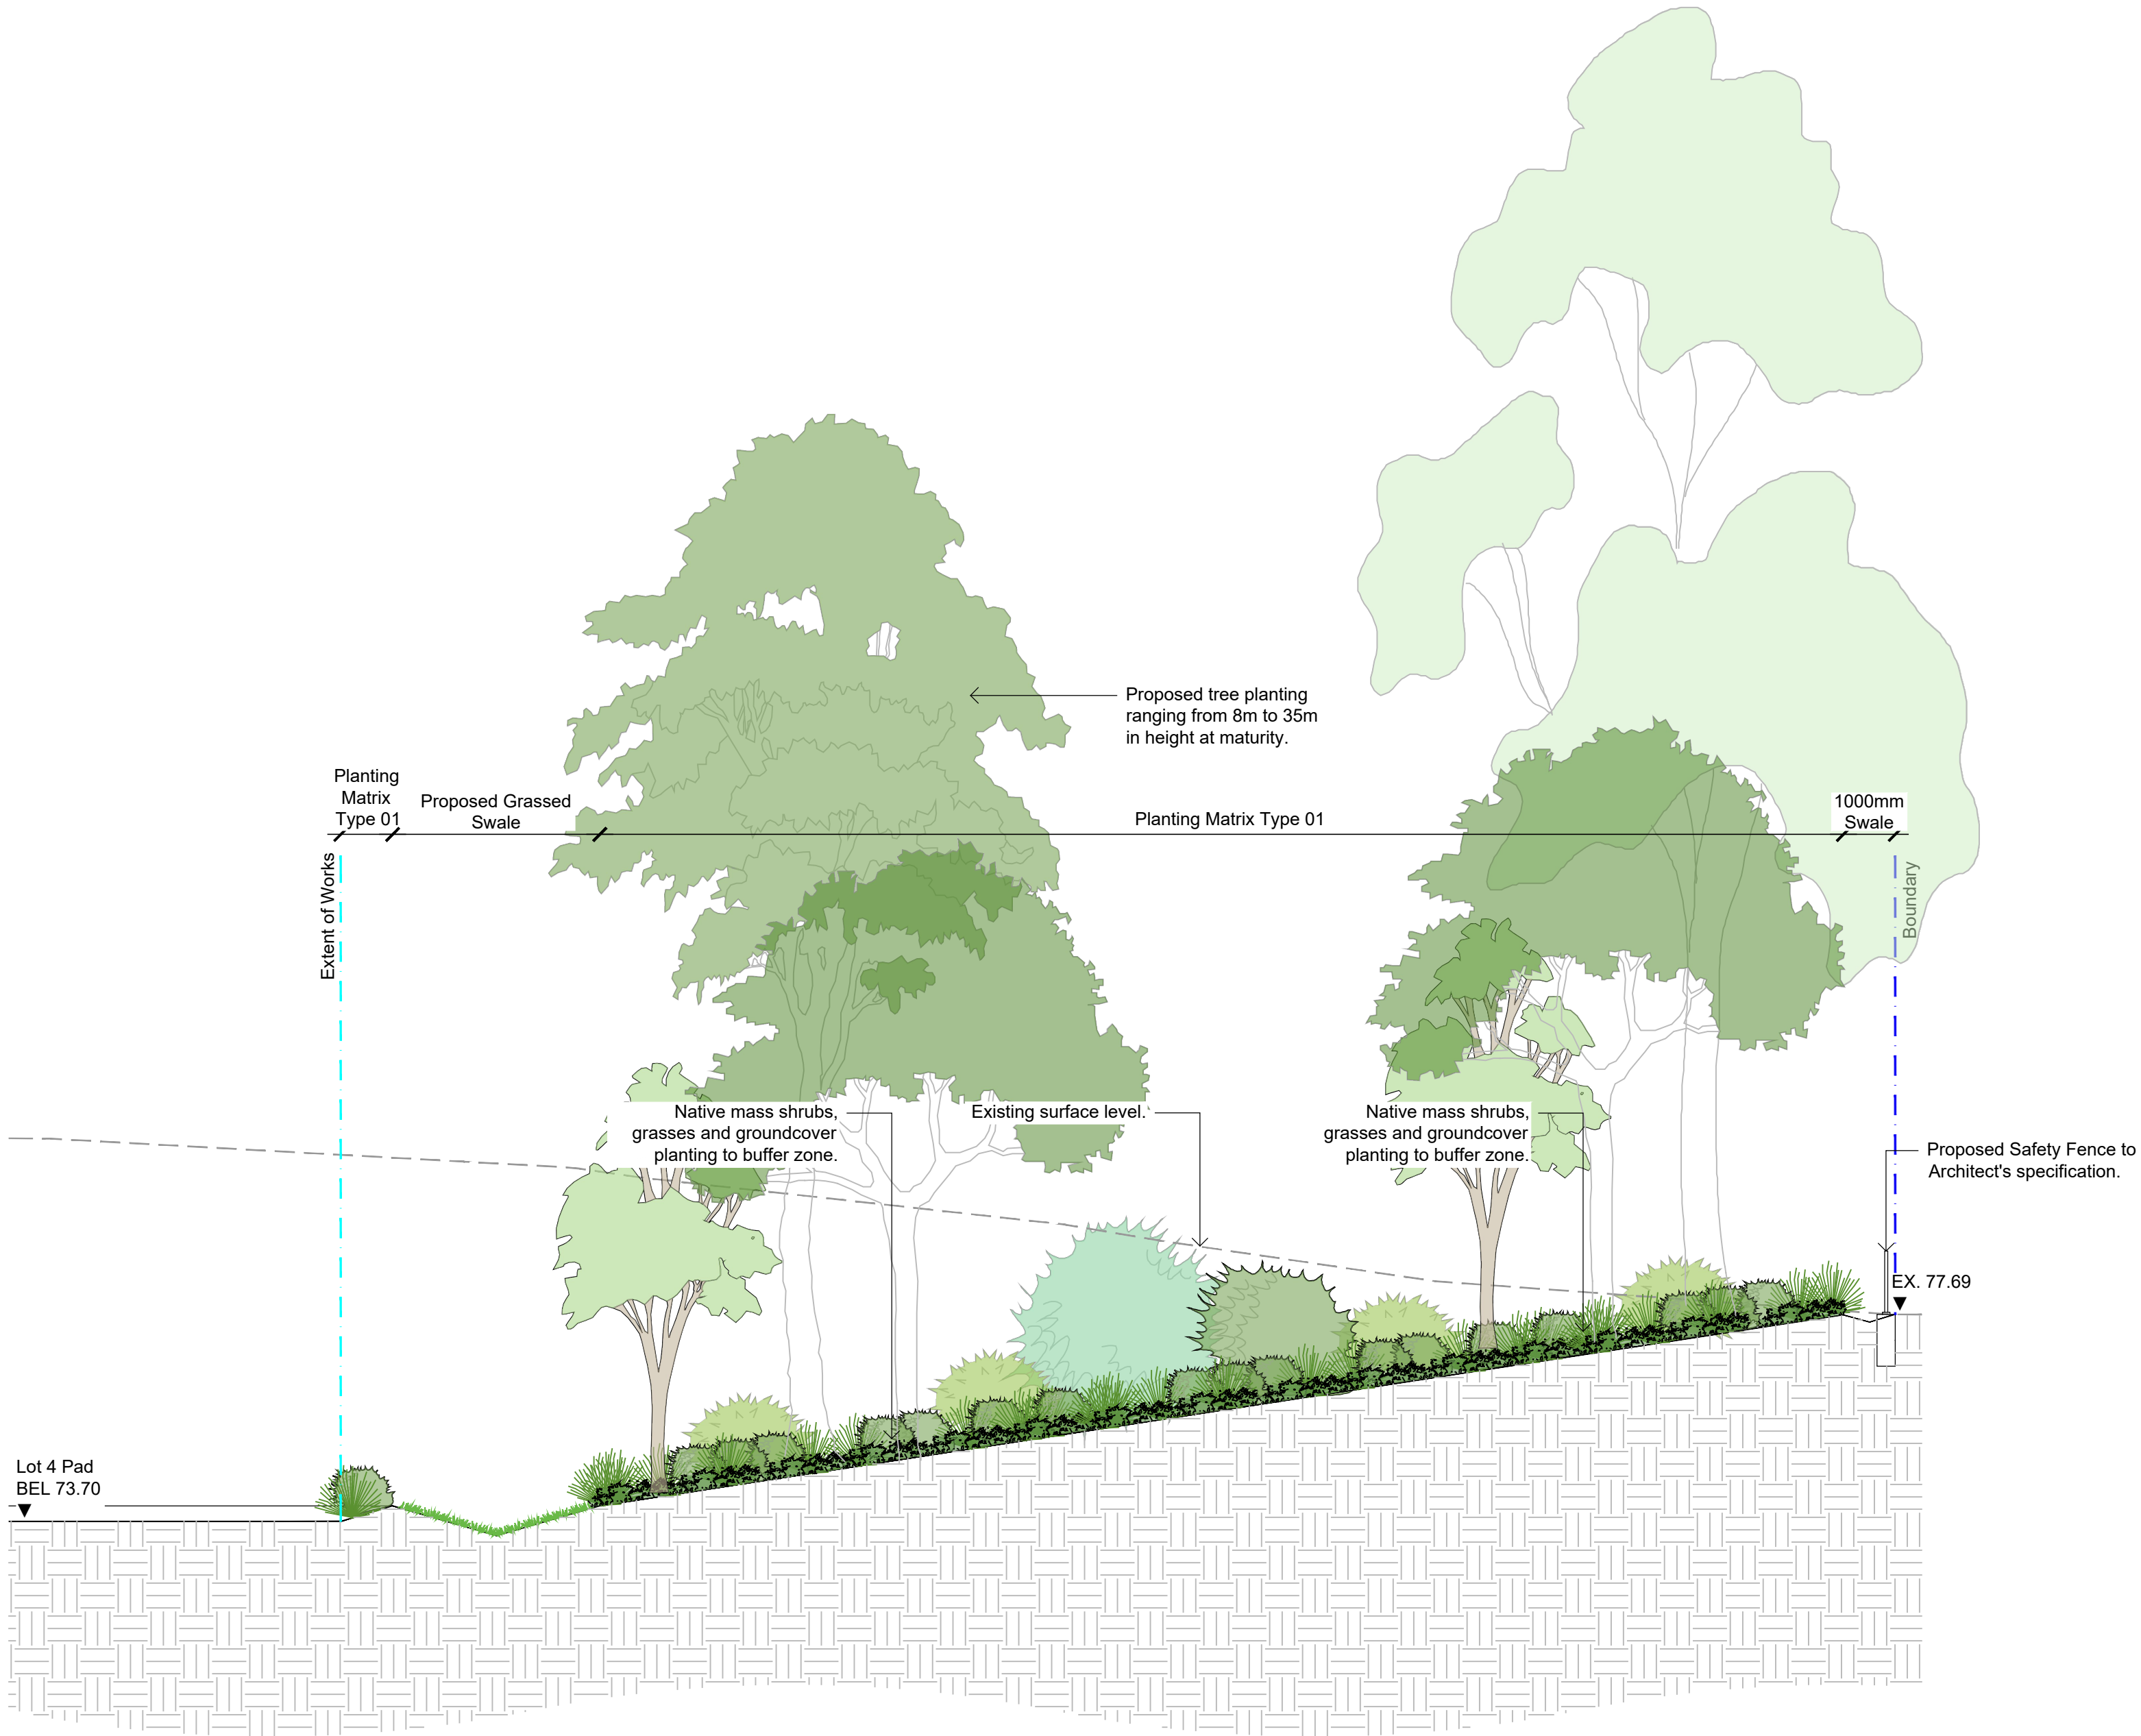 Proposed tree planting
ranging from 8m to 35m
in height at maturity.
Planting
Matrix
Type 01
Proposed Grassed
Swale
Planting Matrix Type 01
1000mm
Swale
Extent of Works
Boundary
Native mass shrubs,
grasses and groundcover
planting to buffer zone.
Existing surface level.
Native mass shrubs,
grasses and groundcover
planting to buffer zone.
Proposed Safety Fence to
Architect's specification.
EX. 77.69
Lot 4 Pad
BEL 73.70